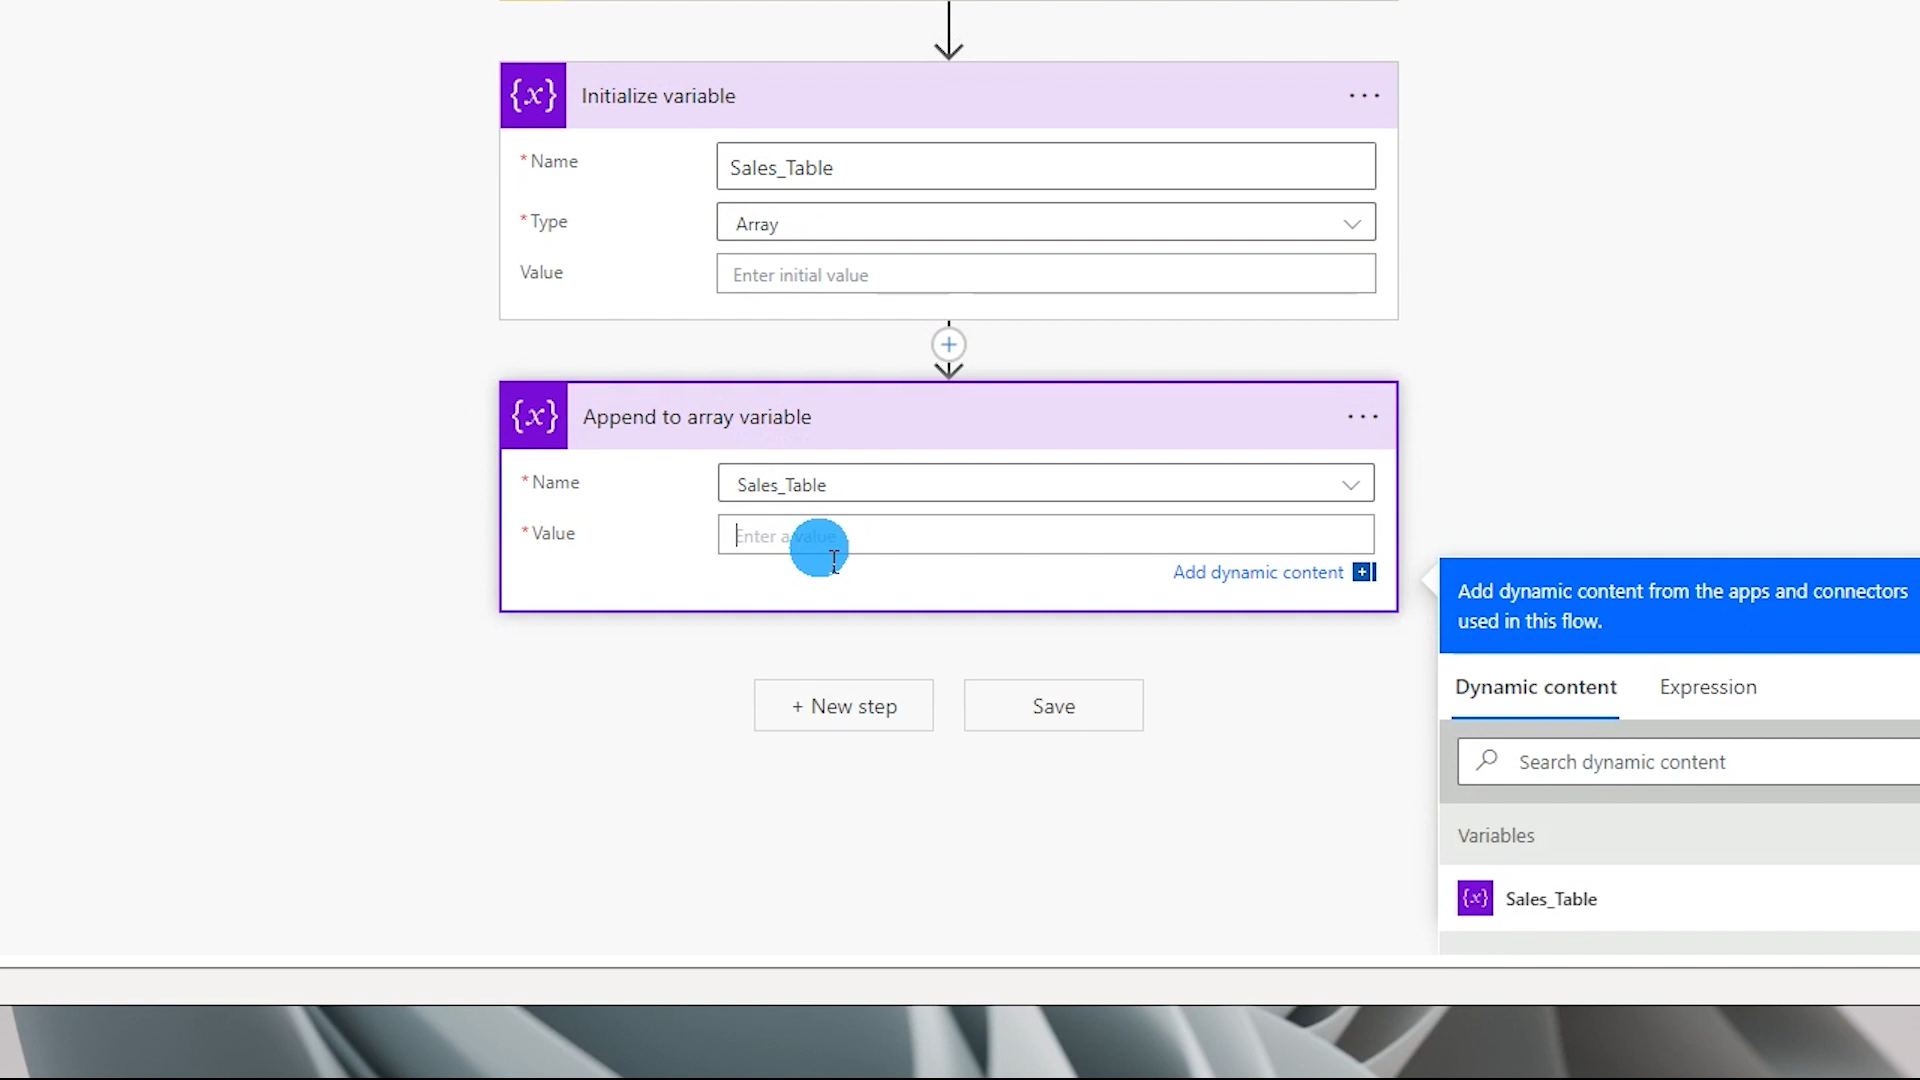 {x} Initialize variable ...
* Name Sales_Table
* Type Array
Value Enter initial value
{x} Append to array variable ...
* Name Sales_Table
* Value Enter a value
Add dynamic content
+ New step Save
Add dynamic content from the apps and connectors
used in this flow.
Dynamic content Expression
Search dynamic content
Variables
{x} Sales_Table